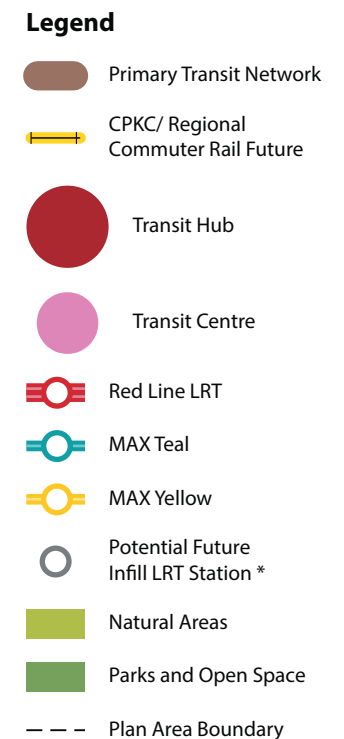 Legend
Primary Transit Network
CPKC/ Regional
Commuter Rail Future
Transit Hub
Transit Centre
Red Line LRT
MAX Teal
MAX Yellow
Potential Future
Infill LRT Station *
Natural Areas
Parks and Open Space
Plan Area Boundary